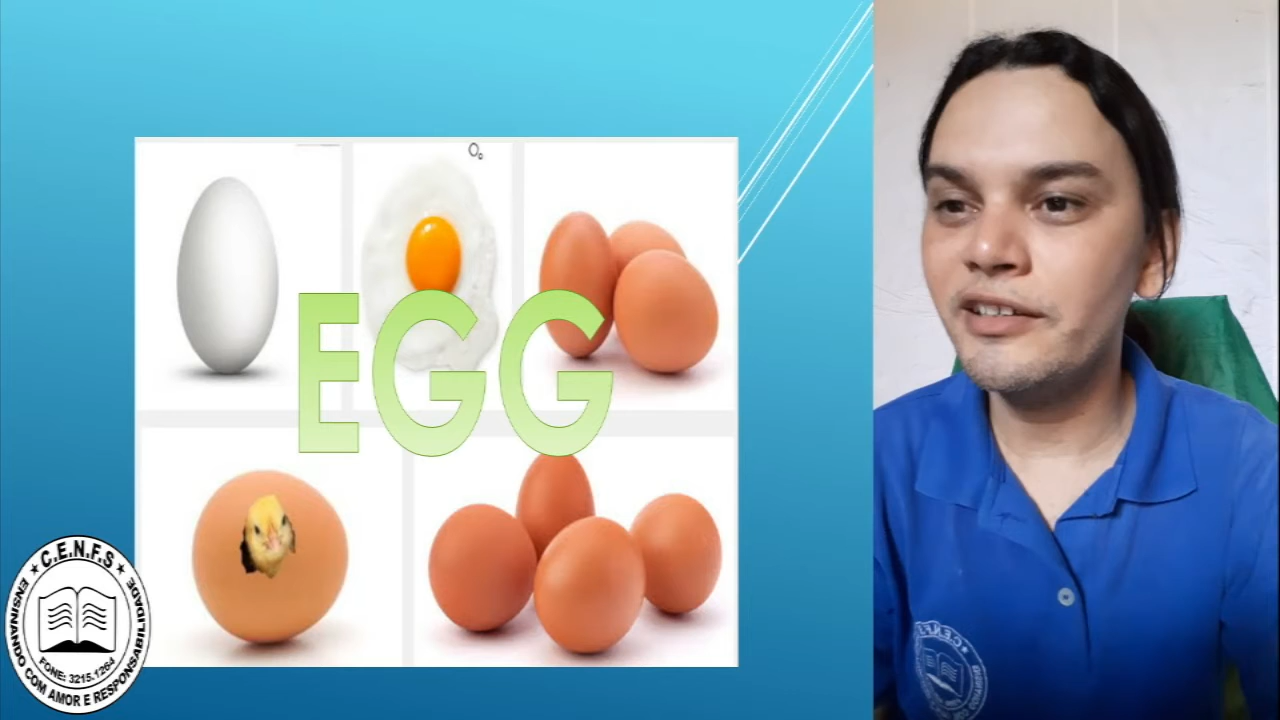 EGG
C.E.N.F.S
ENSINANDO COM AMOR E RESPONSABILIDADE
FONE: 3215.1264
C.E.N.F.S